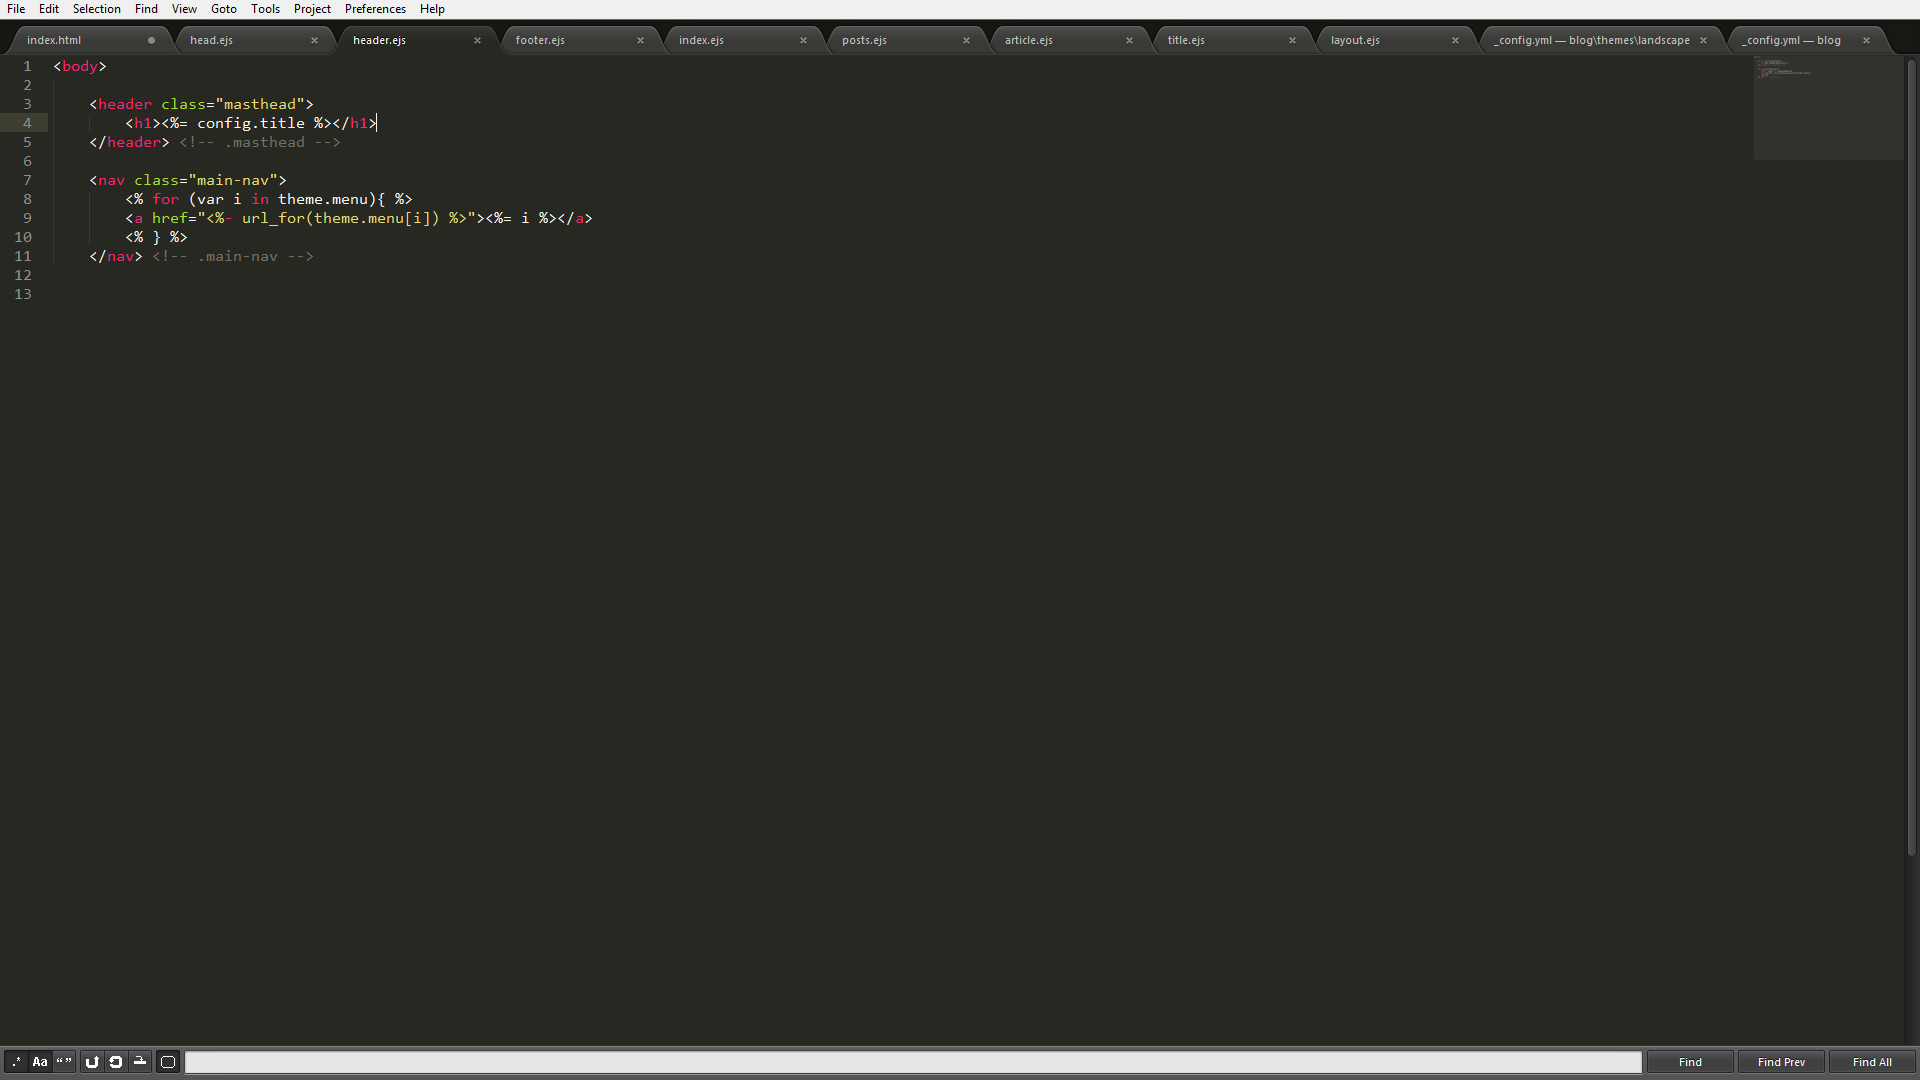 File Edit Selection Find View Goto Tools Project Preferences Help
index.html head.ejs header.ejs footer.ejs index.ejs posts.ejs article.ejs title.ejs layout.ejs _config.yml — blog\themes\landscape _config.yml — blog
1 <body>
2
3 <header class="masthead">
4 <h1><%= config.title %></h1>
5 </header> <!-- .masthead -->
6
7 <nav class="main-nav">
8 <% for (var i in theme.menu){ %>
9 <a href="<%- url_for(theme.menu[i]) %>"><%= i %></a>
10 <% } %>
11 </nav> <!-- .main-nav -->
12
13
.* Aa “ ” Find Find Prev Find All